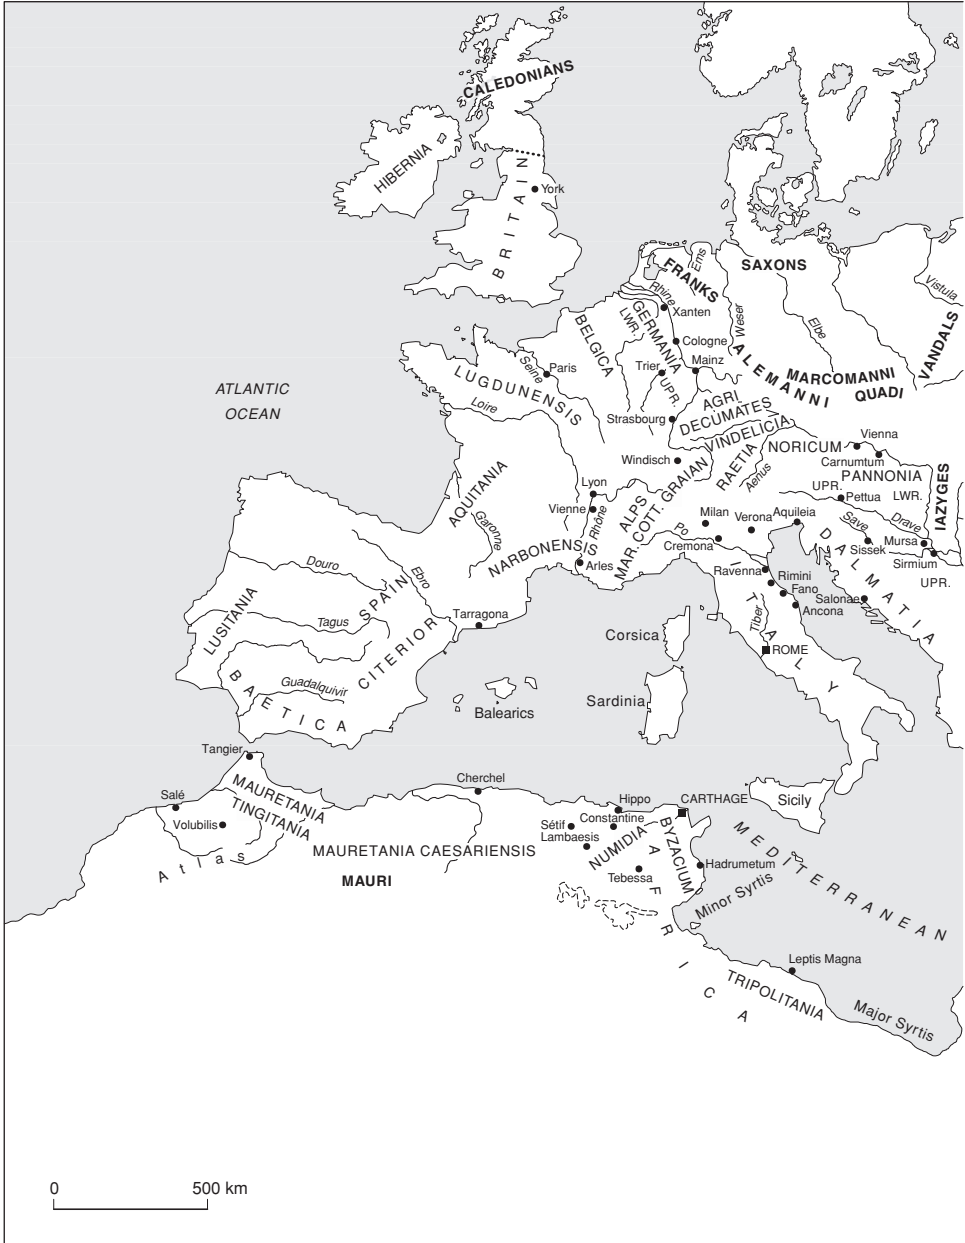 CALEDONIANS
HIBERNIA
BRITAIN
York
SAXONS
Ems
FRANKS
Rhine
Vistula
Xanten
LWR.
GERMANIA
Weser
Elbe
VANDALS
BELGICA
Cologne
Seine
Paris
Trier
Mainz
ALEMANNI
MARCOMANNI
QUADI
UPR.
ATLANTIC
OCEAN
LUGDUNENSIS
Loire
AGRI
DECUMATES
Strasbourg
VINDELICIA
Vienna
NORICUM
Carnumtum
Windisch
RAETIA
Aenus
PANNONIA
UPR.
LWR.
IAZYGES
AQUITANIA
Lyon
Pettua
Vienne
Rhône
ALPS
MAR. COTT. GRAIAN
Milan
Verona
Aquileia
Save
Drave
Garonne
Po
Cremona
Mursa
Sissek
Sirmium
NARBONENSIS
Arles
DALMATIA
UPR.
Douro
Ebro
Ravenna
Rimini
Fano
Salonae
Ancona
ITALY
LUSITANIA
SPAIN
Tarragona
Tagus
Tiber
CITERIOR
Corsica
ROME
BAETICA
Guadalquivir
Balearics
Sardinia
Tangier
Cherchel
Salé
MAURETANIA
TINGITANIA
Hippo
CARTHAGE
Sicily
Volubilis
Sétif
Constantine
Lambaesis
NUMIDIA
BYZACIUM
MEDITERRANEAN
MAURETANIA CAESARIENSIS
Atlas
MAURI
Tebessa
Hadrumetum
AFRICA
Minor Syrtis
Leptis Magna
TRIPOLITANIA
Major Syrtis
0
500 km